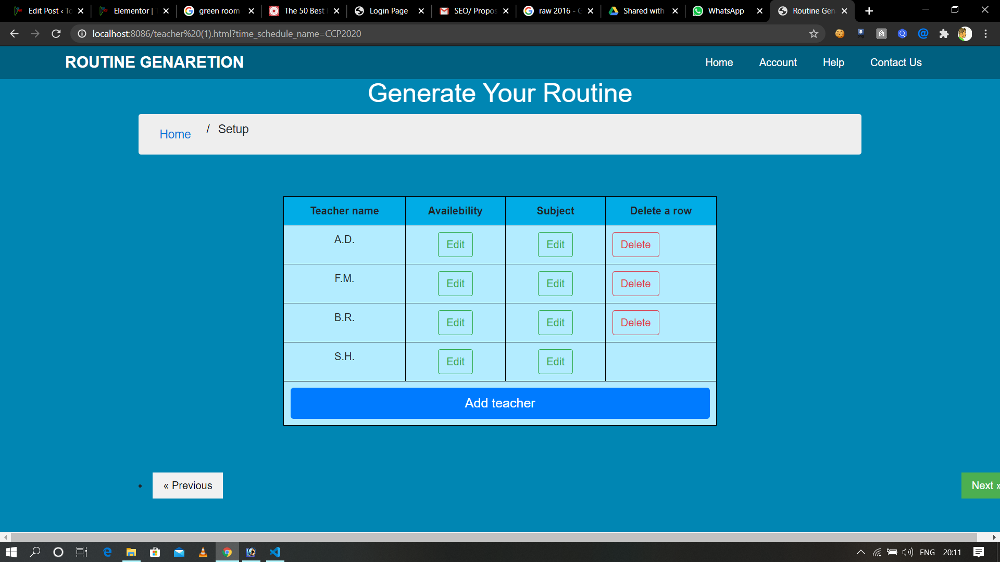 Edit Post ‹ To
Elementor | T
green room
The 50 Best
Login Page
SEO/ Propos
raw 2016 - G
Shared with
WhatsApp
Routine Gen
localhost:8086/teacher%20(1).html?time_schedule_name=CCP2020
ROUTINE GENARETION
Home
Account
Help
Contact Us
Generate Your Routine
Home / Setup
Teacher name Availebility Subject Delete a row
A.D. Edit Edit Delete
F.M. Edit Edit Delete
B.R. Edit Edit Delete
S.H. Edit Edit
Add teacher
« Previous
Next »
ENG
20:11